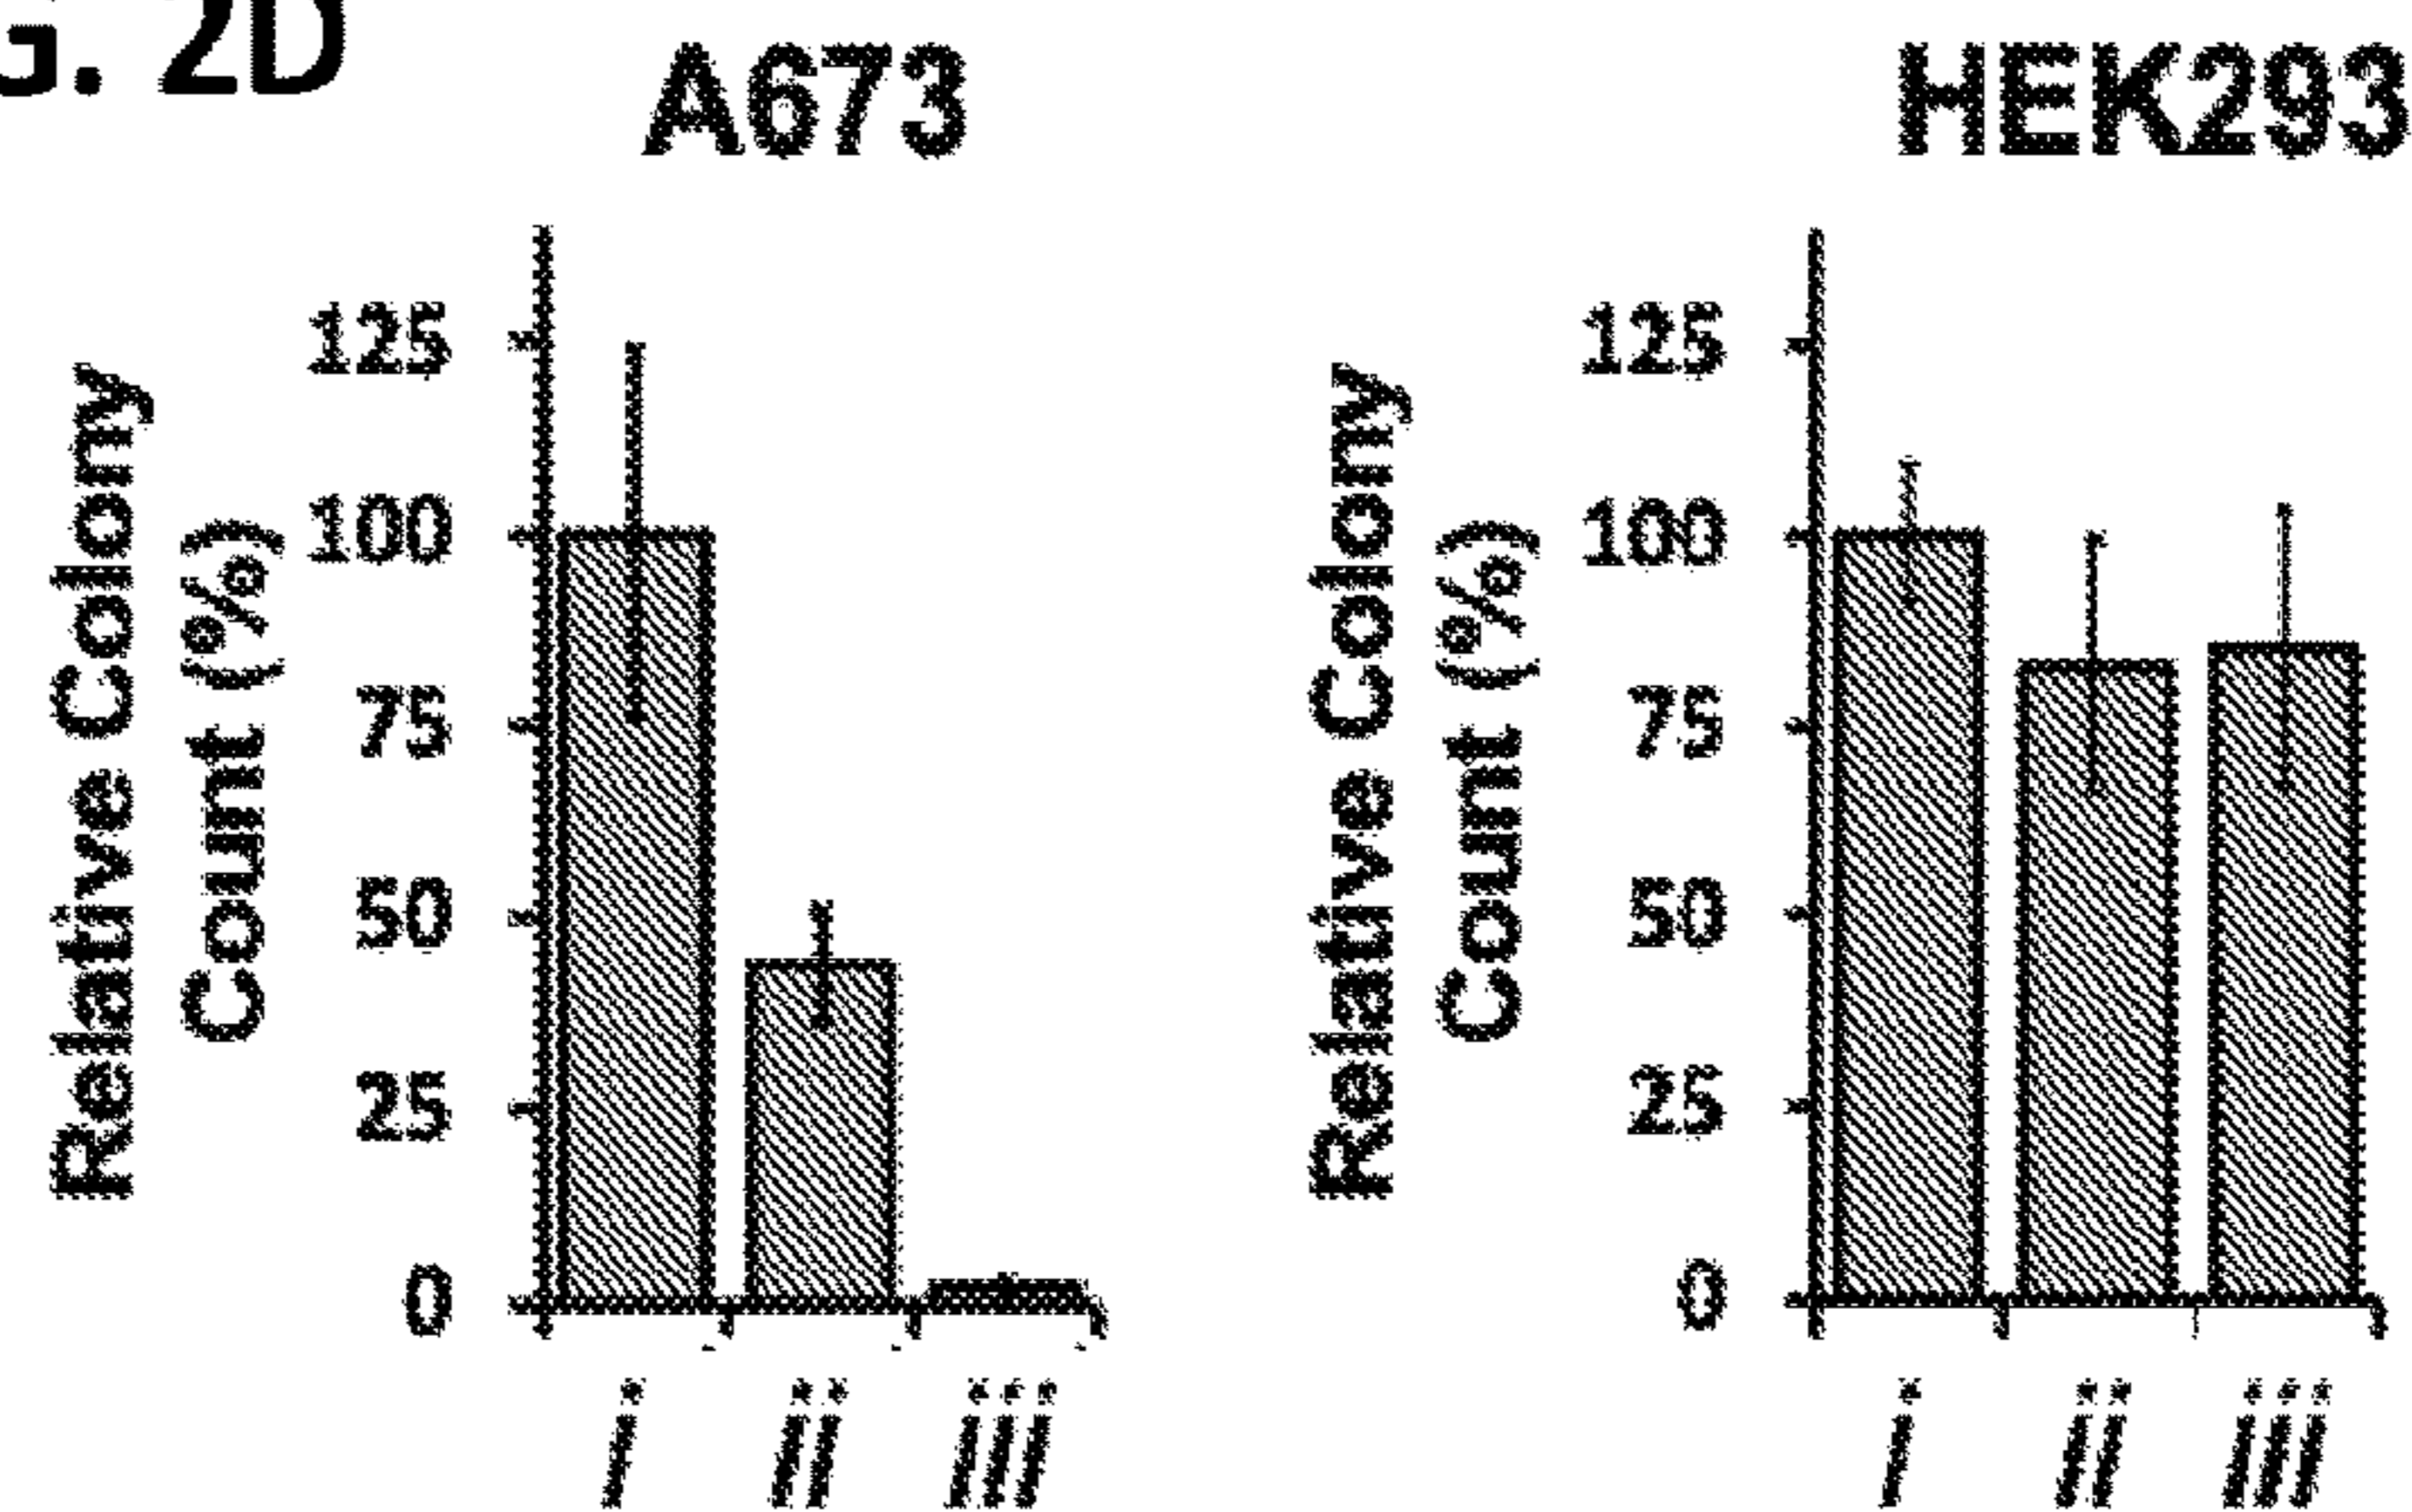 G. 2D
A673
Relative Colony
Count (%)
125
100
75
50
25
0
i
ii
iii
HEK293
Relative Colony
Count (%)
125
100
75
50
25
0
i
ii
iii